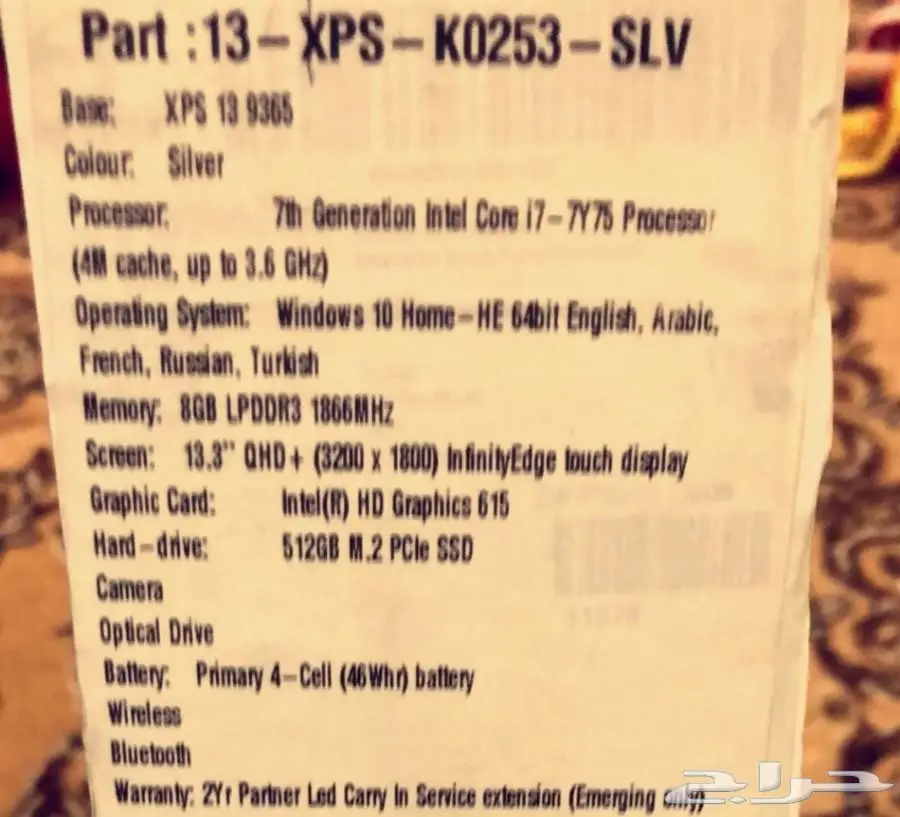 Part :13-XPS-K0253-SLV
Base: XPS 13 9365
Colour: Silver
Processor: 7th Generation Intel Core i7-7Y75 Processor
(4M cache, up to 3.6 GHz)
Operating System: Windows 10 Home-HE 64bit English, Arabic,
French, Russian, Turkish
Memory: 8GB LPDDR3 1866MHz
Screen: 13.3" QHD+ (3200 x 1800) InfinityEdge touch display
Graphic Card: Intel(R) HD Graphics 615
Hard-drive: 512GB M.2 PCIe SSD
Camera
Optical Drive
Battery: Primary 4-Cell (46Whr) battery
Wireless
Bluetooth
Warranty: 2Yr Partner Led Carry In Service extension (Emerging only)
حراج